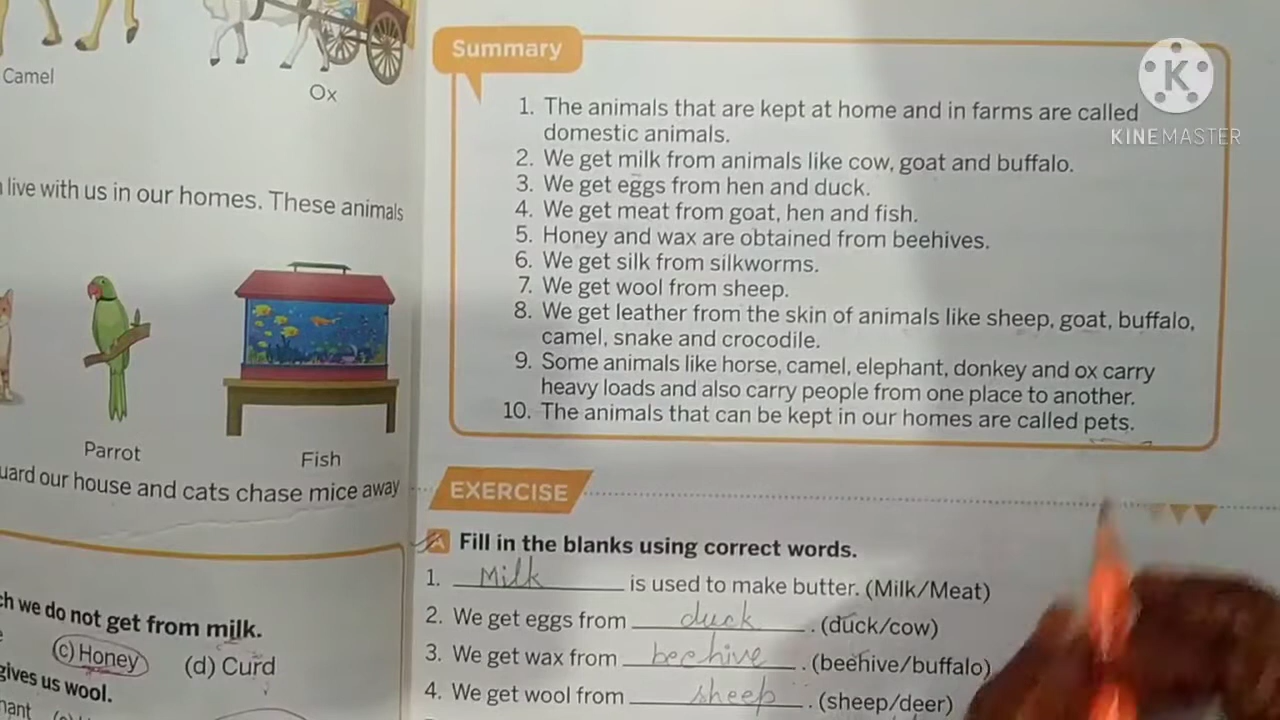 Camel
Ox
live with us in our homes. These animals
Parrot
Fish
our house and cats chase mice away
we do not get from milk.
(c) Honey (d) Curd
gives us wool.
Summary
1. The animals that are kept at home and in farms are called
domestic animals.
2. We get milk from animals like cow, goat and buffalo.
3. We get eggs from hen and duck.
4. We get meat from goat, hen and fish.
5. Honey and wax are obtained from beehives.
6. We get silk from silkworms.
7. We get wool from sheep.
8. We get leather from the skin of animals like sheep, goat, buffalo,
camel, snake and crocodile.
9. Some animals like horse, camel, elephant, donkey and ox carry
heavy loads and also carry people from one place to another.
10. The animals that can be kept in our homes are called pets.
EXERCISE
A Fill in the blanks using correct words.
1. Milk is used to make butter. (Milk/Meat)
2. We get eggs from duck. (duck/cow)
3. We get wax from beehive. (beehive/buffalo)
4. We get wool from sheep. (sheep/deer)
K
KINEMASTER